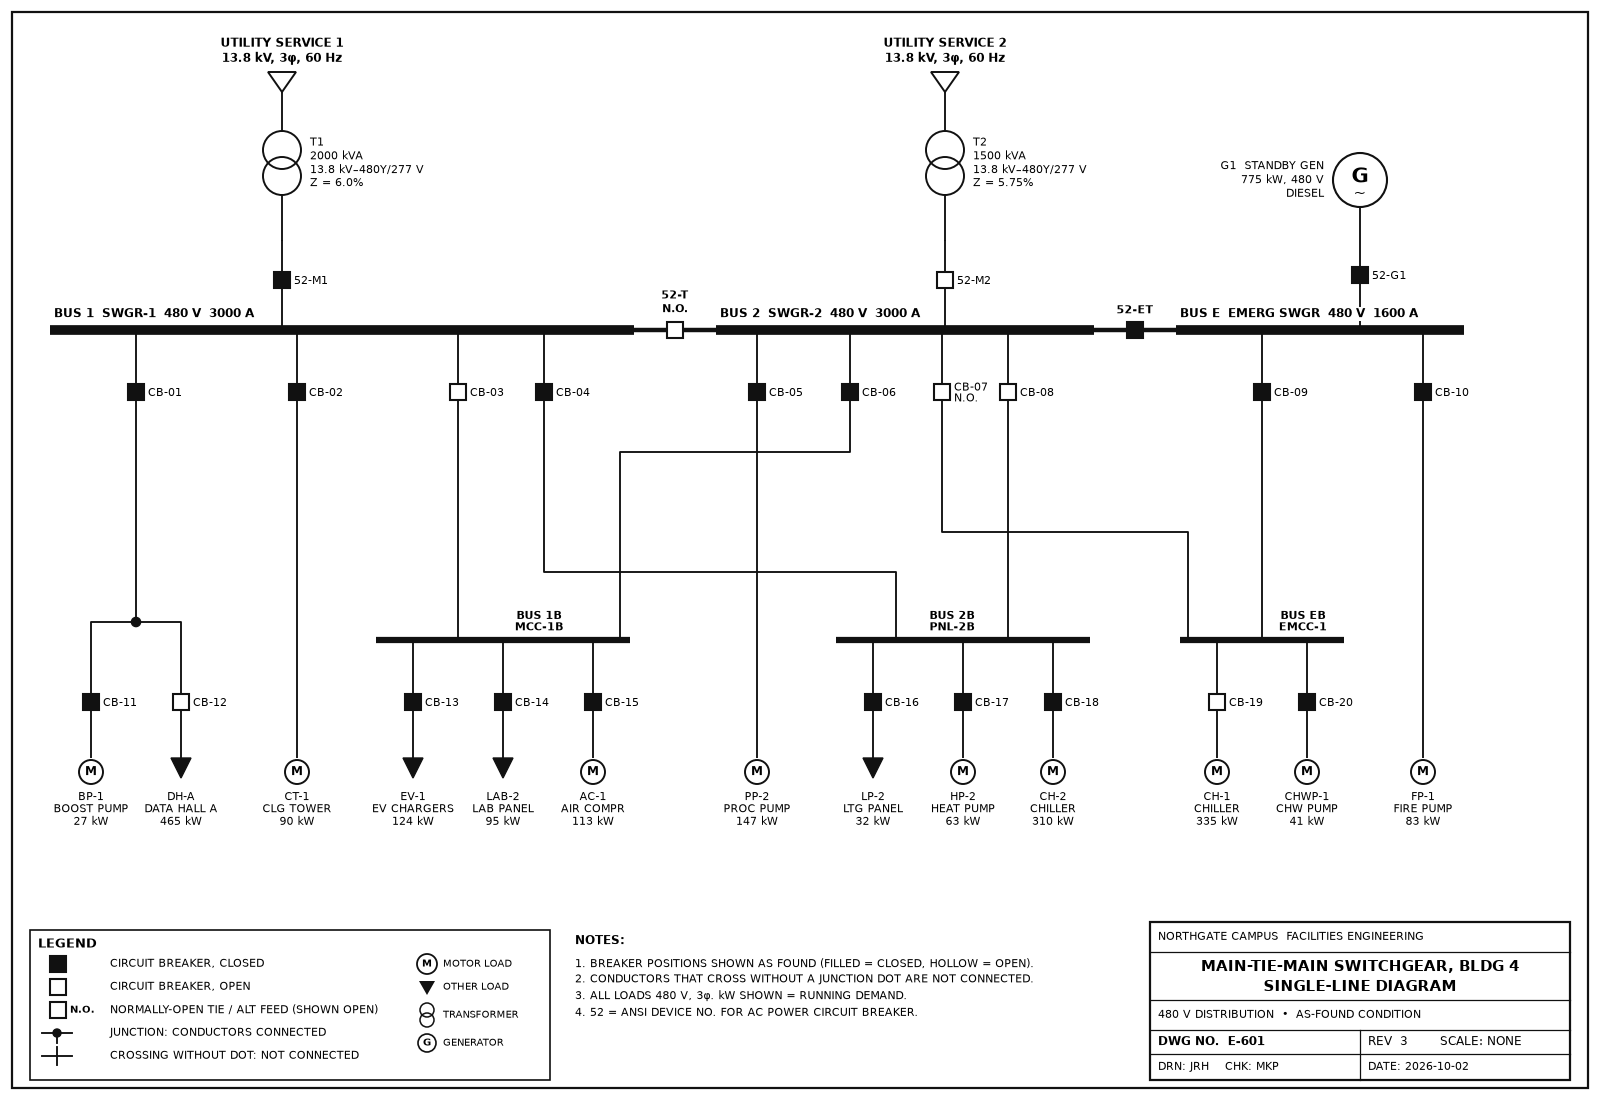 UTILITY SERVICE 1
13.8 kV, 3φ, 60 Hz
UTILITY SERVICE 2
13.8 kV, 3φ, 60 Hz
T1
2000 kVA
13.8 kV–480Y/277 V
Z = 6.0%
T2
1500 kVA
13.8 kV–480Y/277 V
Z = 5.75%
G1 STANDBY GEN
775 kW, 480 V
DIESEL
G
~
52-M1
52-M2
52-G1
BUS 1 SWGR-1 480 V 3000 A
52-T
N.O.
BUS 2 SWGR-2 480 V 3000 A
52-ET
BUS E EMERG SWGR 480 V 1600 A
CB-01
CB-02
CB-03
CB-04
CB-05
CB-06
CB-07
N.O.
CB-08
CB-09
CB-10
BUS 1B
MCC-1B
BUS 2B
PNL-2B
BUS EB
EMCC-1
CB-11
CB-12
CB-13
CB-14
CB-15
CB-16
CB-17
CB-18
CB-19
CB-20
M
BP-1
BOOST PUMP
27 kW
DH-A
DATA HALL A
465 kW
M
CT-1
CLG TOWER
90 kW
EV-1
EV CHARGERS
124 kW
LAB-2
LAB PANEL
95 kW
M
AC-1
AIR COMPR
113 kW
M
PP-2
PROC PUMP
147 kW
LP-2
LTG PANEL
32 kW
M
HP-2
HEAT PUMP
63 kW
M
CH-2
CHILLER
310 kW
M
CH-1
CHILLER
335 kW
M
CHWP-1
CHW PUMP
41 kW
M
FP-1
FIRE PUMP
83 kW
LEGEND
CIRCUIT BREAKER, CLOSED
CIRCUIT BREAKER, OPEN
N.O. NORMALLY-OPEN TIE / ALT FEED (SHOWN OPEN)
JUNCTION: CONDUCTORS CONNECTED
CROSSING WITHOUT DOT: NOT CONNECTED
M MOTOR LOAD
OTHER LOAD
TRANSFORMER
G GENERATOR
NOTES:
1. BREAKER POSITIONS SHOWN AS FOUND (FILLED = CLOSED, HOLLOW = OPEN).
2. CONDUCTORS THAT CROSS WITHOUT A JUNCTION DOT ARE NOT CONNECTED.
3. ALL LOADS 480 V, 3φ. kW SHOWN = RUNNING DEMAND.
4. 52 = ANSI DEVICE NO. FOR AC POWER CIRCUIT BREAKER.
NORTHGATE CAMPUS FACILITIES ENGINEERING
MAIN-TIE-MAIN SWITCHGEAR, BLDG 4
SINGLE-LINE DIAGRAM
480 V DISTRIBUTION • AS-FOUND CONDITION
DWG NO. E-601
REV 3 SCALE: NONE
DRN: JRH CHK: MKP
DATE: 2026-10-02